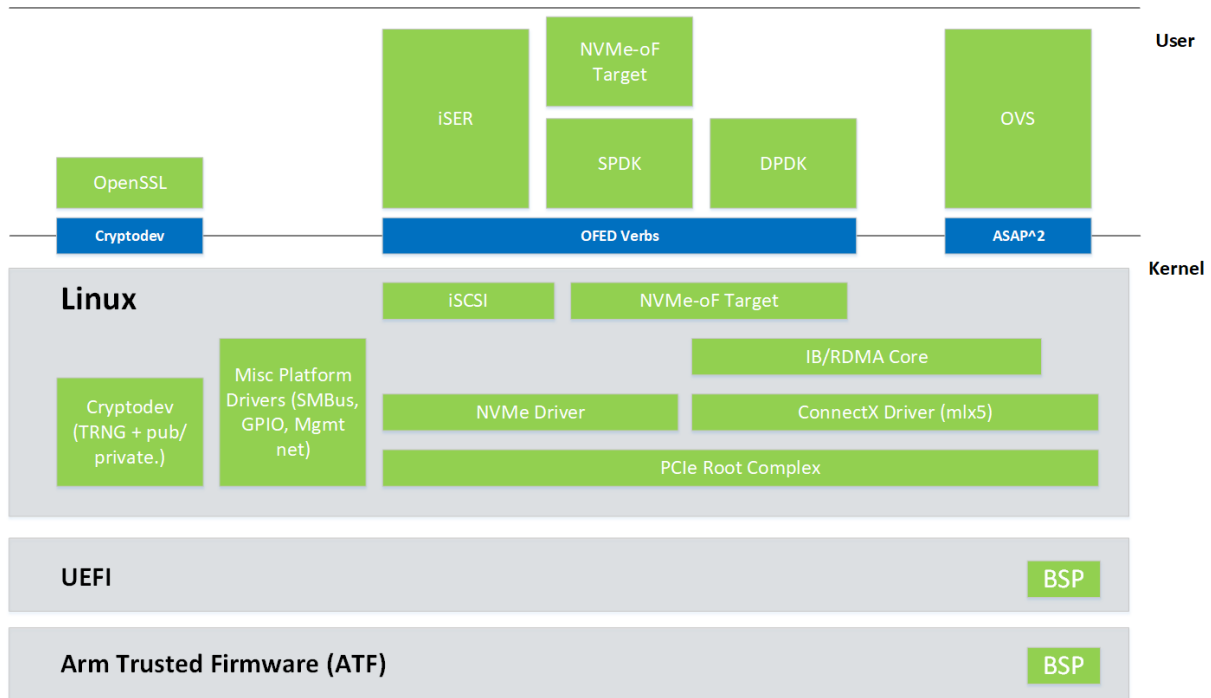 User
NVMe-oF
Target
iSER
OVS
SPDK
DPDK
OpenSSL
Cryptodev
OFED Verbs
ASAP^2
Kernel
Linux
iSCSI
NVMe-oF Target
IB/RDMA Core
Misc Platform
Drivers (SMBus,
GPIO, Mgmt
net)
Cryptodev
(TRNG + pub/
private.)
NVMe Driver
ConnectX Driver (mlx5)
PCIe Root Complex
UEFI
BSP
Arm Trusted Firmware (ATF)
BSP